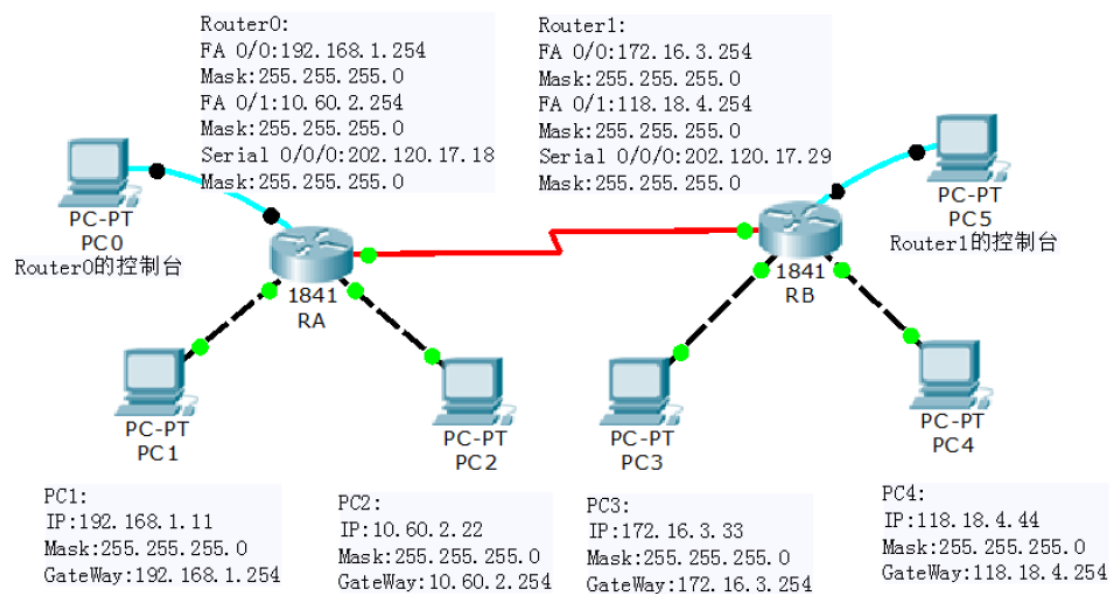 Router0:
FA 0/0:192.168.1.254
Mask:255.255.255.0
FA 0/1:10.60.2.254
Mask:255.255.255.0
Serial 0/0/0:202.120.17.18
Mask:255.255.255.0
Router1:
FA 0/0:172.16.3.254
Mask:255.255.255.0
FA 0/1:118.18.4.254
Mask:255.255.255.0
Serial 0/0/0:202.120.17.29
Mask:255.255.255.0
PC-PT
PC0
Router0的控制台
PC-PT
PC5
Router1的控制台
1841
RA
1841
RB
PC-PT
PC1
PC-PT
PC2
PC-PT
PC3
PC-PT
PC4
PC1:
IP:192.168.1.11
Mask:255.255.255.0
GateWay:192.168.1.254
PC2:
IP:10.60.2.22
Mask:255.255.255.0
GateWay:10.60.2.254
PC3:
IP:172.16.3.33
Mask:255.255.255.0
GateWay:172.16.3.254
PC4:
IP:118.18.4.44
Mask:255.255.255.0
GateWay:118.18.4.254